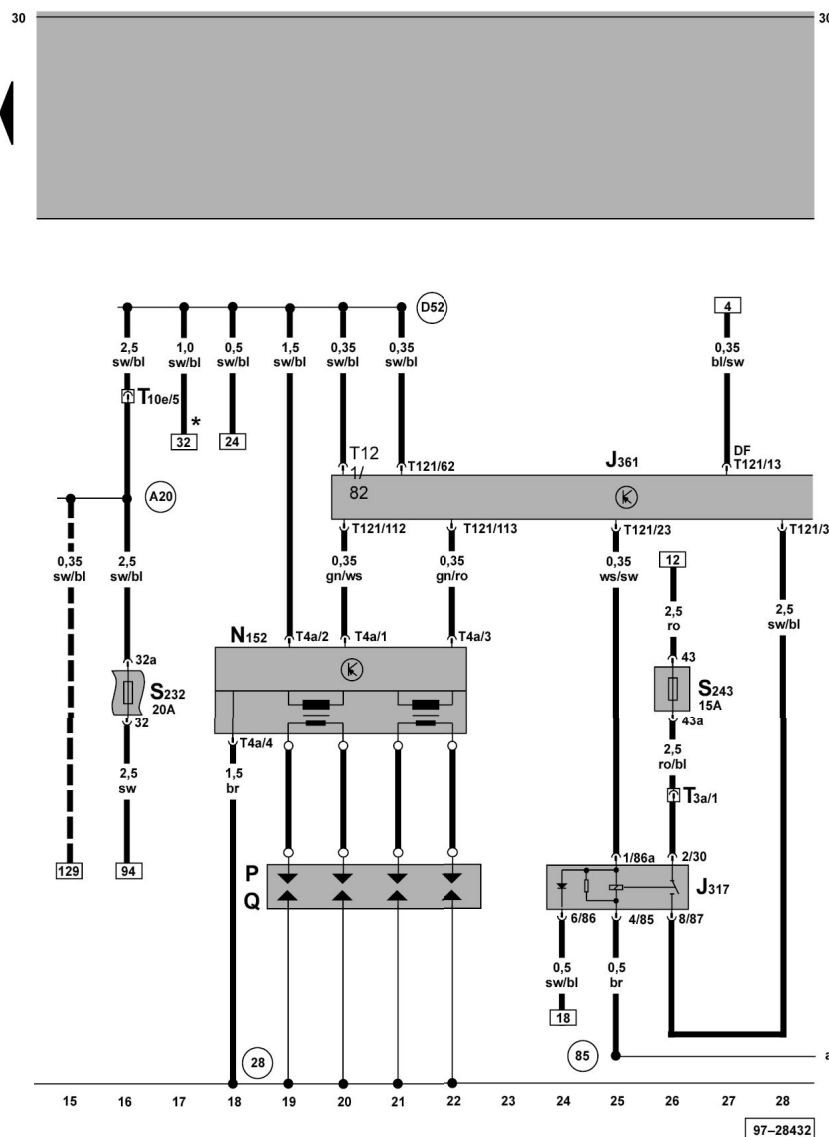 30 30
D52 4
2,5 1,0 0,5 1,5 0,35 0,35 0,35
sw/bl sw/bl sw/bl sw/bl sw/bl sw/bl bl/sw
T10e/5
*
32 24
T12
1/
82
T121/62
J361
DF
T121/13
A20
T121/112 T121/113 T121/23 T121/3
0,35 2,5 0,35 0,35 0,35 12
sw/bl sw/bl gn/ws gn/ro ws/sw
2,5 2,5
ro sw/bl
N152 T4a/2 T4a/1 T4a/3
32a 43
S232 S243
20A 15A
32 43a
T4a/4
2,5 1,5 2,5
sw br ro/bl
T3a/1
129 94 P 1/86a 2/30
Q J317
6/86 4/85 8/87
0,5 0,5
sw/bl br
18
28 85 a
15 16 17 18 19 20 21 22 23 24 25 26 27 28
97–28432